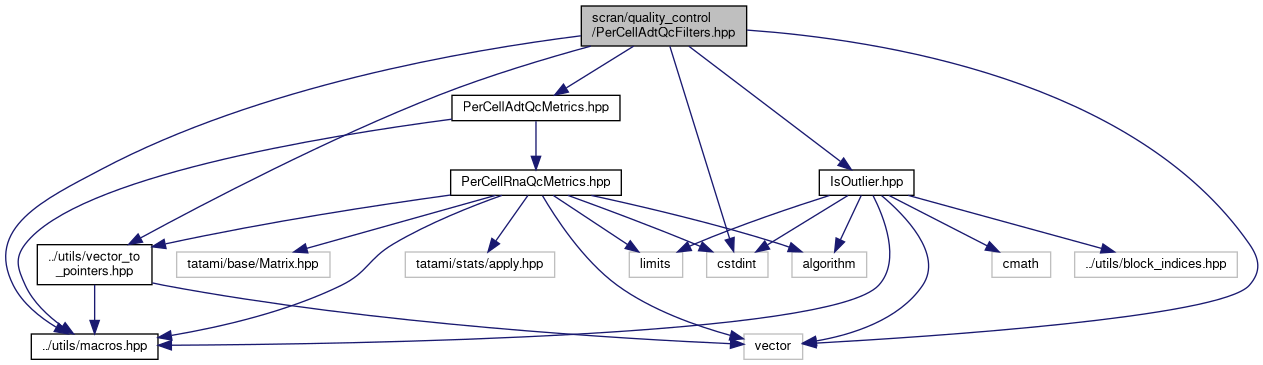 scran/quality_control
/PerCellAdtQcFilters.hpp
PerCellAdtQcMetrics.hpp
PerCellRnaQcMetrics.hpp
IsOutlier.hpp
../utils/vector_to
_pointers.hpp
tatami/base/Matrix.hpp
tatami/stats/apply.hpp
limits
cstdint
algorithm
cmath
../utils/block_indices.hpp
../utils/macros.hpp
vector